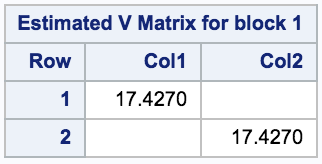 Estimated V Matrix for block 1
Row Col1 Col2
1 17.4270
2 17.4270